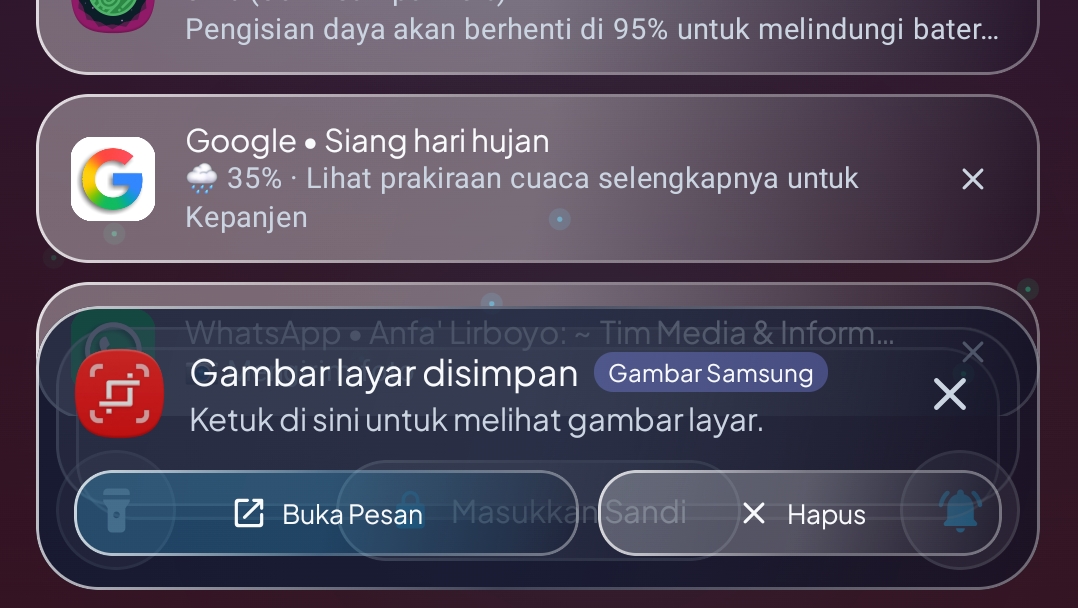 Pengisian daya akan berhenti di 95% untuk melindungi bater...
Google • Siang hari hujan
🌧️ 35% · Lihat prakiraan cuaca selengkapnya untuk
Kepanjen
WhatsApp • Anfa' Lirboyo: ~ Tim Media & Inform...
Gambar layar disimpan Gambar Samsung
Ketuk di sini untuk melihat gambar layar.
Masukkan Sandi
Buka Pesan Hapus